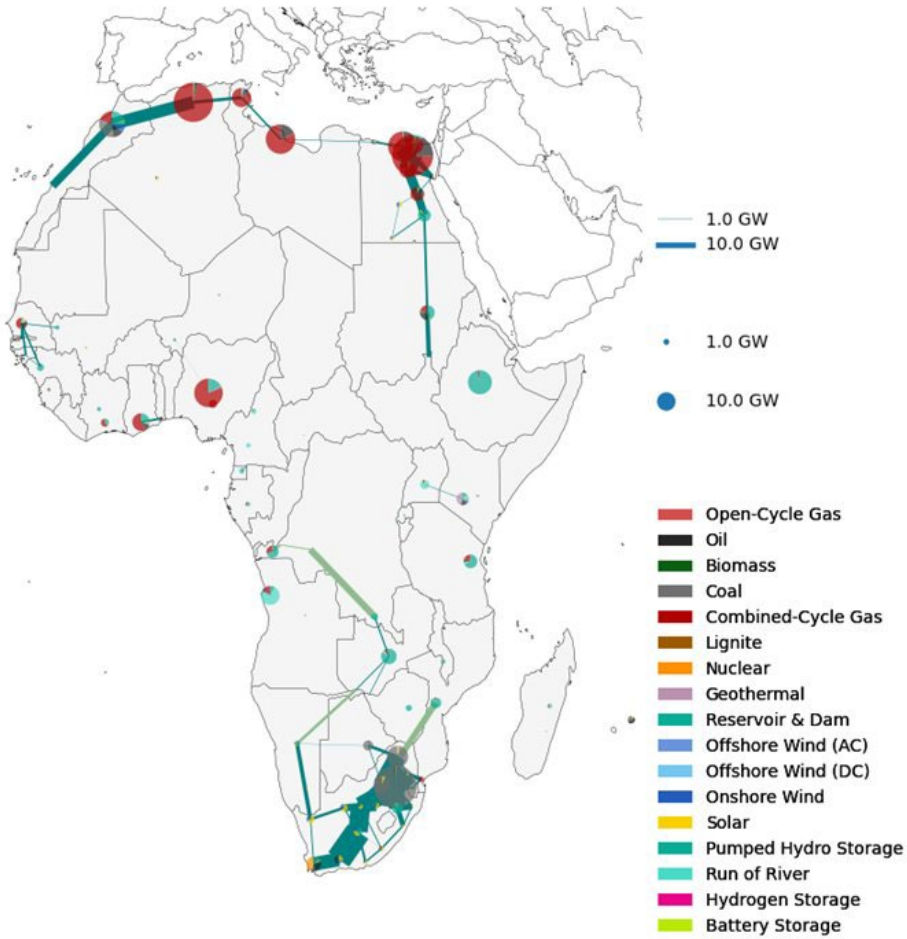 1.0 GW
10.0 GW
1.0 GW
10.0 GW
Open-Cycle Gas
Oil
Biomass
Coal
Combined-Cycle Gas
Lignite
Nuclear
Geothermal
Reservoir & Dam
Offshore Wind (AC)
Offshore Wind (DC)
Onshore Wind
Solar
Pumped Hydro Storage
Run of River
Hydrogen Storage
Battery Storage